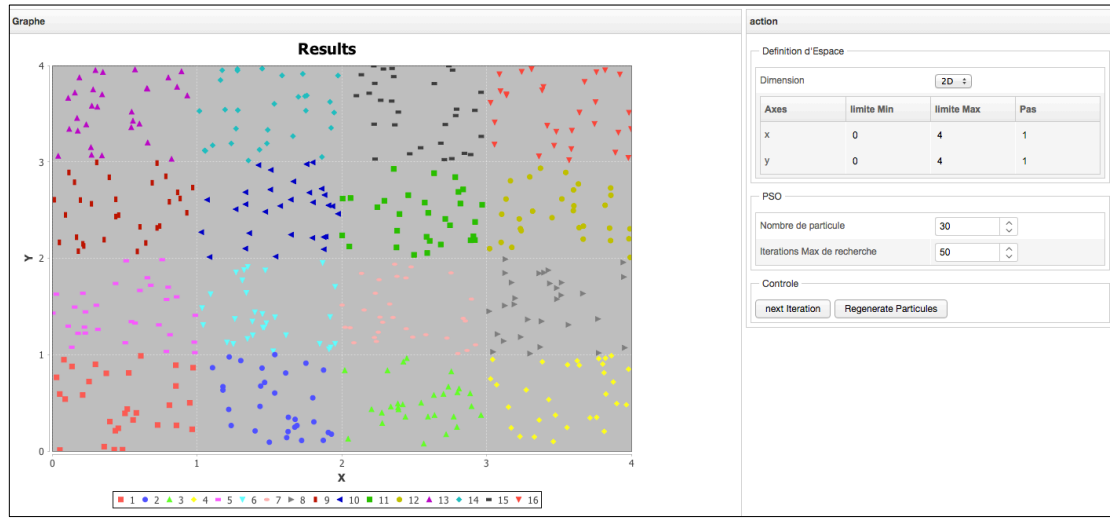 Graphe
Results
4
3
2
1
0
Y
0 1 2 3 4
X
1 2 3 4 5 6 7 8 9 10 11 12 13 14 15 16
action
Definition d'Espace
Dimension 2D
Axes limite Min limite Max Pas
x 0 4 1
y 0 4 1
PSO
Nombre de particule 30
Iterations Max de recherche 50
Controle
next Iteration Regenerate Particules